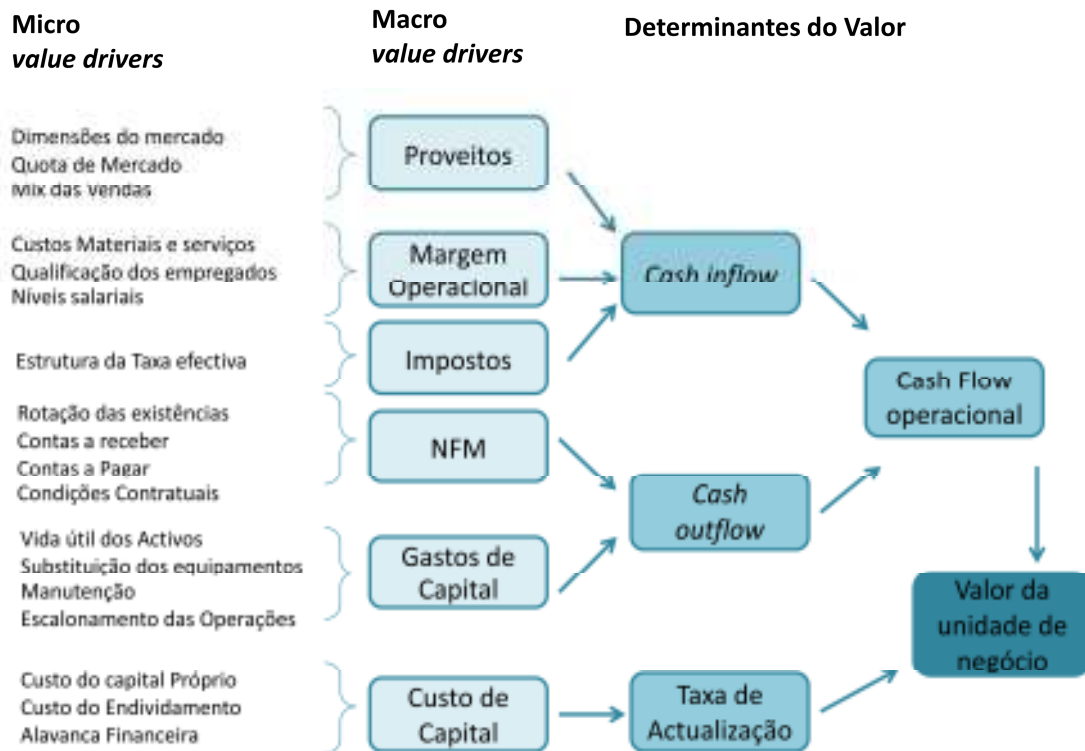 Micro
value drivers
Macro
value drivers
Determinantes do Valor
Dimensões do mercado
Quota de Mercado
Mix das Vendas
Proveitos
Custos Materiais e serviços
Qualificação dos empregados
Níveis salariais
Margem
Operacional
Cash inflow
Estrutura da Taxa efectiva
Impostos
Cash Flow
operacional
Rotação das existências
Contas a receber
Contas a Pagar
Condições Contratuais
NFM
Cash
outflow
Vida útil dos Activos
Substituição dos equipamentos
Manutenção
Escalonamento das Operações
Gastos de
Capital
Valor da
unidade de
negócio
Custo do capital Próprio
Custo do Endividamento
Alavanca Financeira
Custo de
Capital
Taxa de
Actualização